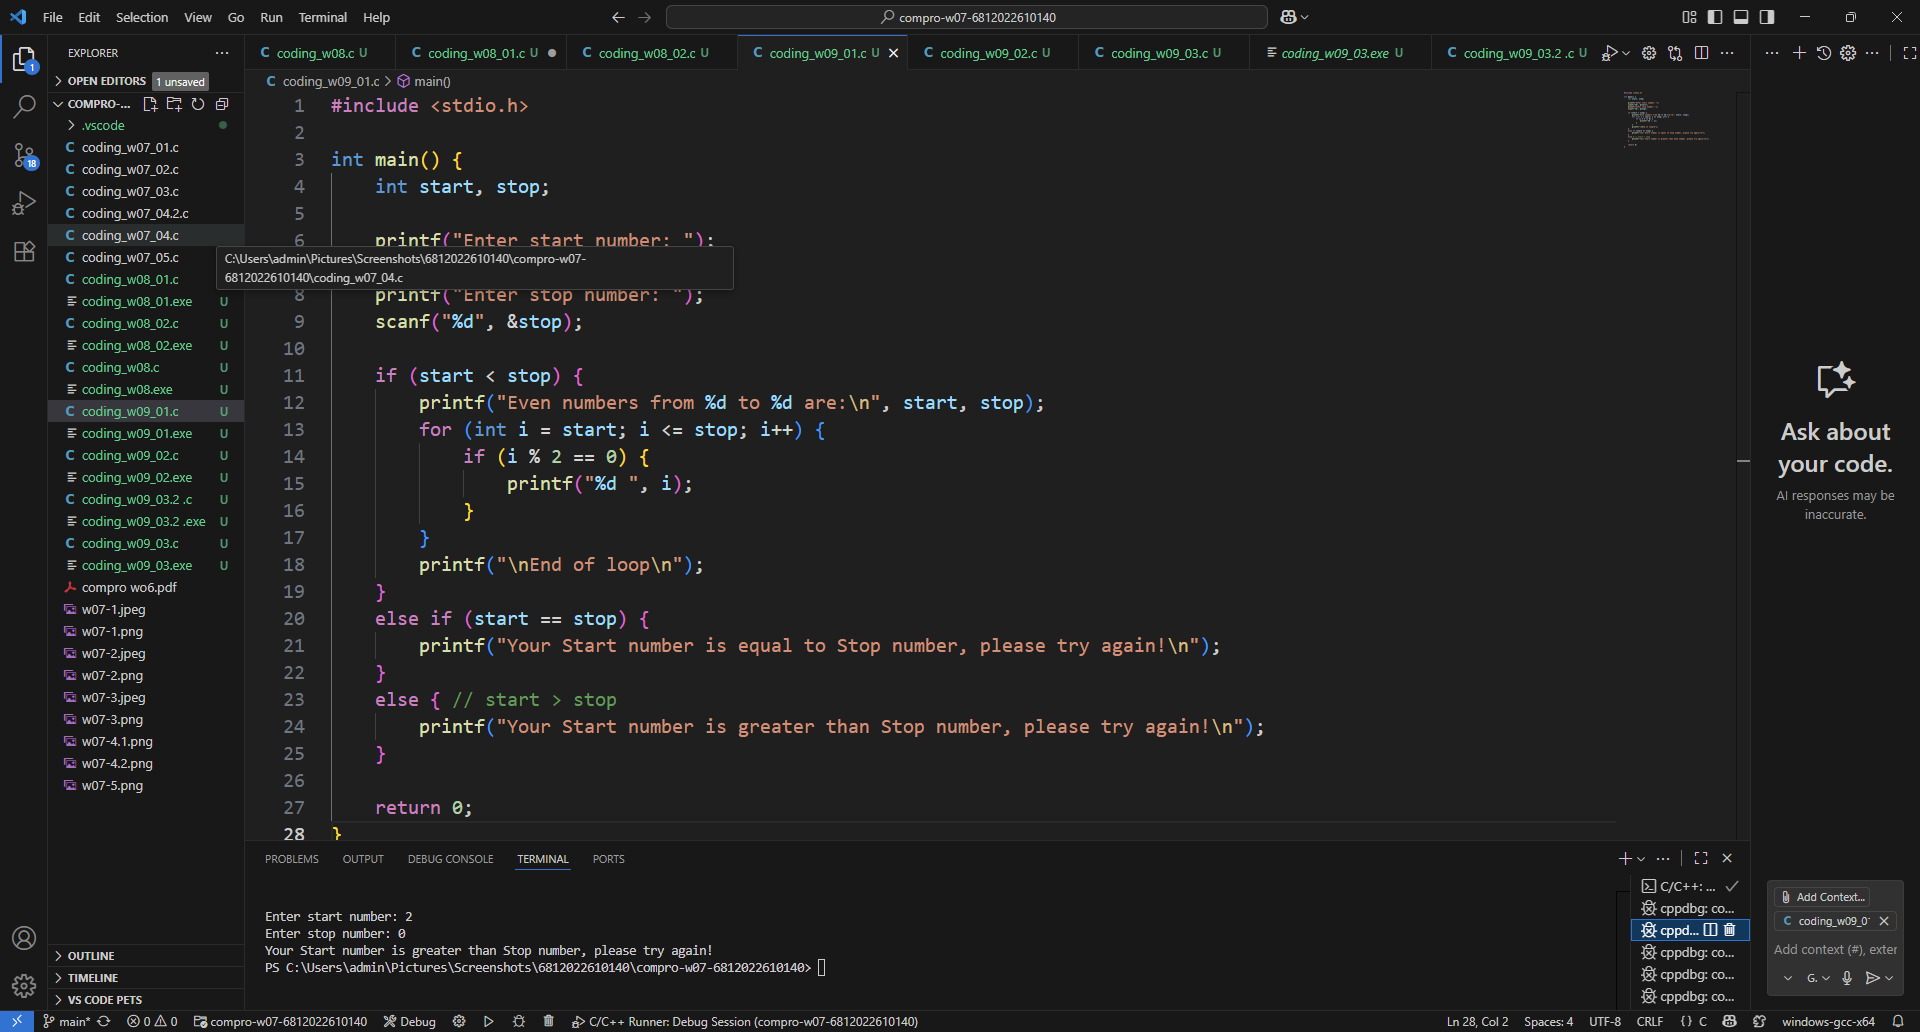 File Edit Selection View Go Run Terminal Help
compro-w07-6812022610140
EXPLORER
OPEN EDITORS 1 unsaved
COMPRO-...
.vscode
coding_w07_01.c
coding_w07_02.c
coding_w07_03.c
coding_w07_04.2.c
coding_w07_04.c
coding_w07_05.c
coding_w08_01.c U
coding_w08_01.exe U
coding_w08_02.c U
coding_w08_02.exe U
coding_w08.c U
coding_w08.exe U
coding_w09_01.c U
coding_w09_01.exe U
coding_w09_02.c U
coding_w09_02.exe U
coding_w09_03.2 .c U
coding_w09_03.2 .exe U
coding_w09_03.c U
coding_w09_03.exe U
compro wo6.pdf
w07-1.jpeg
w07-1.png
w07-2.jpeg
w07-2.png
w07-3.jpeg
w07-3.png
w07-4.1.png
w07-4.2.png
w07-5.png
OUTLINE
TIMELINE
VS CODE PETS
1
18
coding_w08.c U coding_w08_01.c U coding_w08_02.c U coding_w09_01.c U coding_w09_02.c U coding_w09_03.c U coding_w09_03.exe U coding_w09_03.2 .c U
coding_w09_01.c > main()
1 #include <stdio.h>
2
3 int main() {
4 int start, stop;
5
6 printf("Enter start number: ");
C:\Users\admin\Pictures\Screenshots\6812022610140\compro-w07-
6812022610140\coding_w07_04.c
8 printf("Enter stop number: ");
9 scanf("%d", &stop);
10
11 if (start < stop) {
12 printf("Even numbers from %d to %d are:\n", start, stop);
13 for (int i = start; i <= stop; i++) {
14 if (i % 2 == 0) {
15 printf("%d ", i);
16 }
17 }
18 printf("\nEnd of loop\n");
19 }
20 else if (start == stop) {
21 printf("Your Start number is equal to Stop number, please try again!\n");
22 }
23 else { // start > stop
24 printf("Your Start number is greater than Stop number, please try again!\n");
25 }
26
27 return 0;
28 }
PROBLEMS OUTPUT DEBUG CONSOLE TERMINAL PORTS
Enter start number: 2
Enter stop number: 0
Your Start number is greater than Stop number, please try again!
PS C:\Users\admin\Pictures\Screenshots\6812022610140\compro-w07-6812022610140>
C/C++: ...
cppdbg: co...
cppd...
cppdbg: co...
cppdbg: co...
cppdbg: co...
Ask about
your code.
AI responses may be
inaccurate.
Add Context...
coding_w09_0
Add context (#), exter
G.
main* 0 0 compro-w07-6812022610140 Debug C/C++ Runner: Debug Session (compro-w07-6812022610140) Ln 28, Col 2 Spaces: 4 UTF-8 CRLF {} C windows-gcc-x64